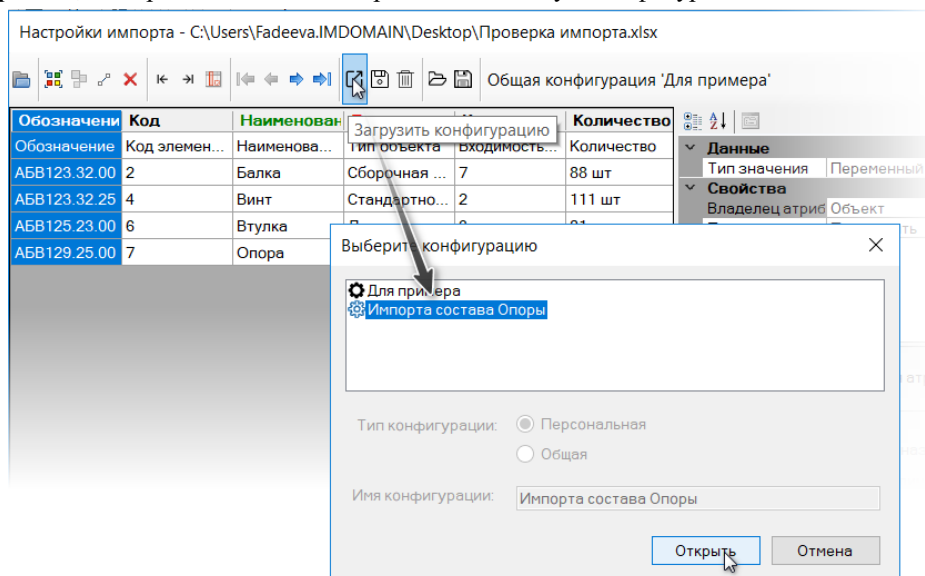 Настройки импорта - C:\Users\Fadeeva.IMDOMAIN\Desktop\Проверка импорта.xlsx
Общая конфигурация 'Для примера'
Обозначени Код Наименован Количество
Загрузить конфигурацию
Обозначение Код элемен... Наименова... Тип объекта Входимость... Количество
АБВ123.32.00 2 Балка Сборочная ... 7 88 шт
АБВ123.32.25 4 Винт Стандартно... 2 111 шт
АБВ125.23.00 6 Втулка
АБВ129.25.00 7 Опора
Данные
Тип значения Переменный
Свойства
Владелец атриб Объект
Выберите конфигурацию
Для примера
Импорта состава Опоры
Тип конфигурации: Персональная
Общая
Имя конфигурации: Импорта состава Опоры
Открыть Отмена